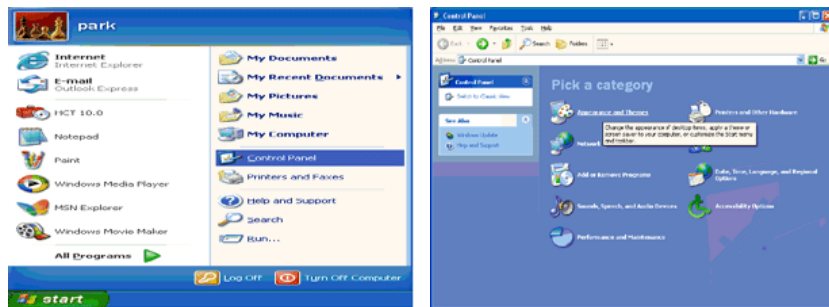 park
Internet
Internet Explorer
E-mail
Outlook Express
HCT 10.0
Notepad
Paint
Windows Media Player
MSN Explorer
Windows Movie Maker
All Programs
My Documents
My Recent Documents
My Pictures
My Music
My Computer
Control Panel
Printers and Faxes
Help and Support
Search
Run...
Log Off
Turn Off Computer
start
Control Panel
File Edit View Favorites Tools Help
Back Search Folders
Address Control Panel Go
Control Panel
Switch to Classic View
See Also
Windows Update
Help and Support
Pick a category
Appearance and Themes
Printers and Other Hardware
Change the appearance of desktop items, apply a theme or
screen saver to your computer, or customize the Start menu
and taskbar.
Network
Add or Remove Programs
Date, Time, Language, and Regional
Options
Sounds, Speech, and Audio Devices
Accessibility Options
Performance and Maintenance